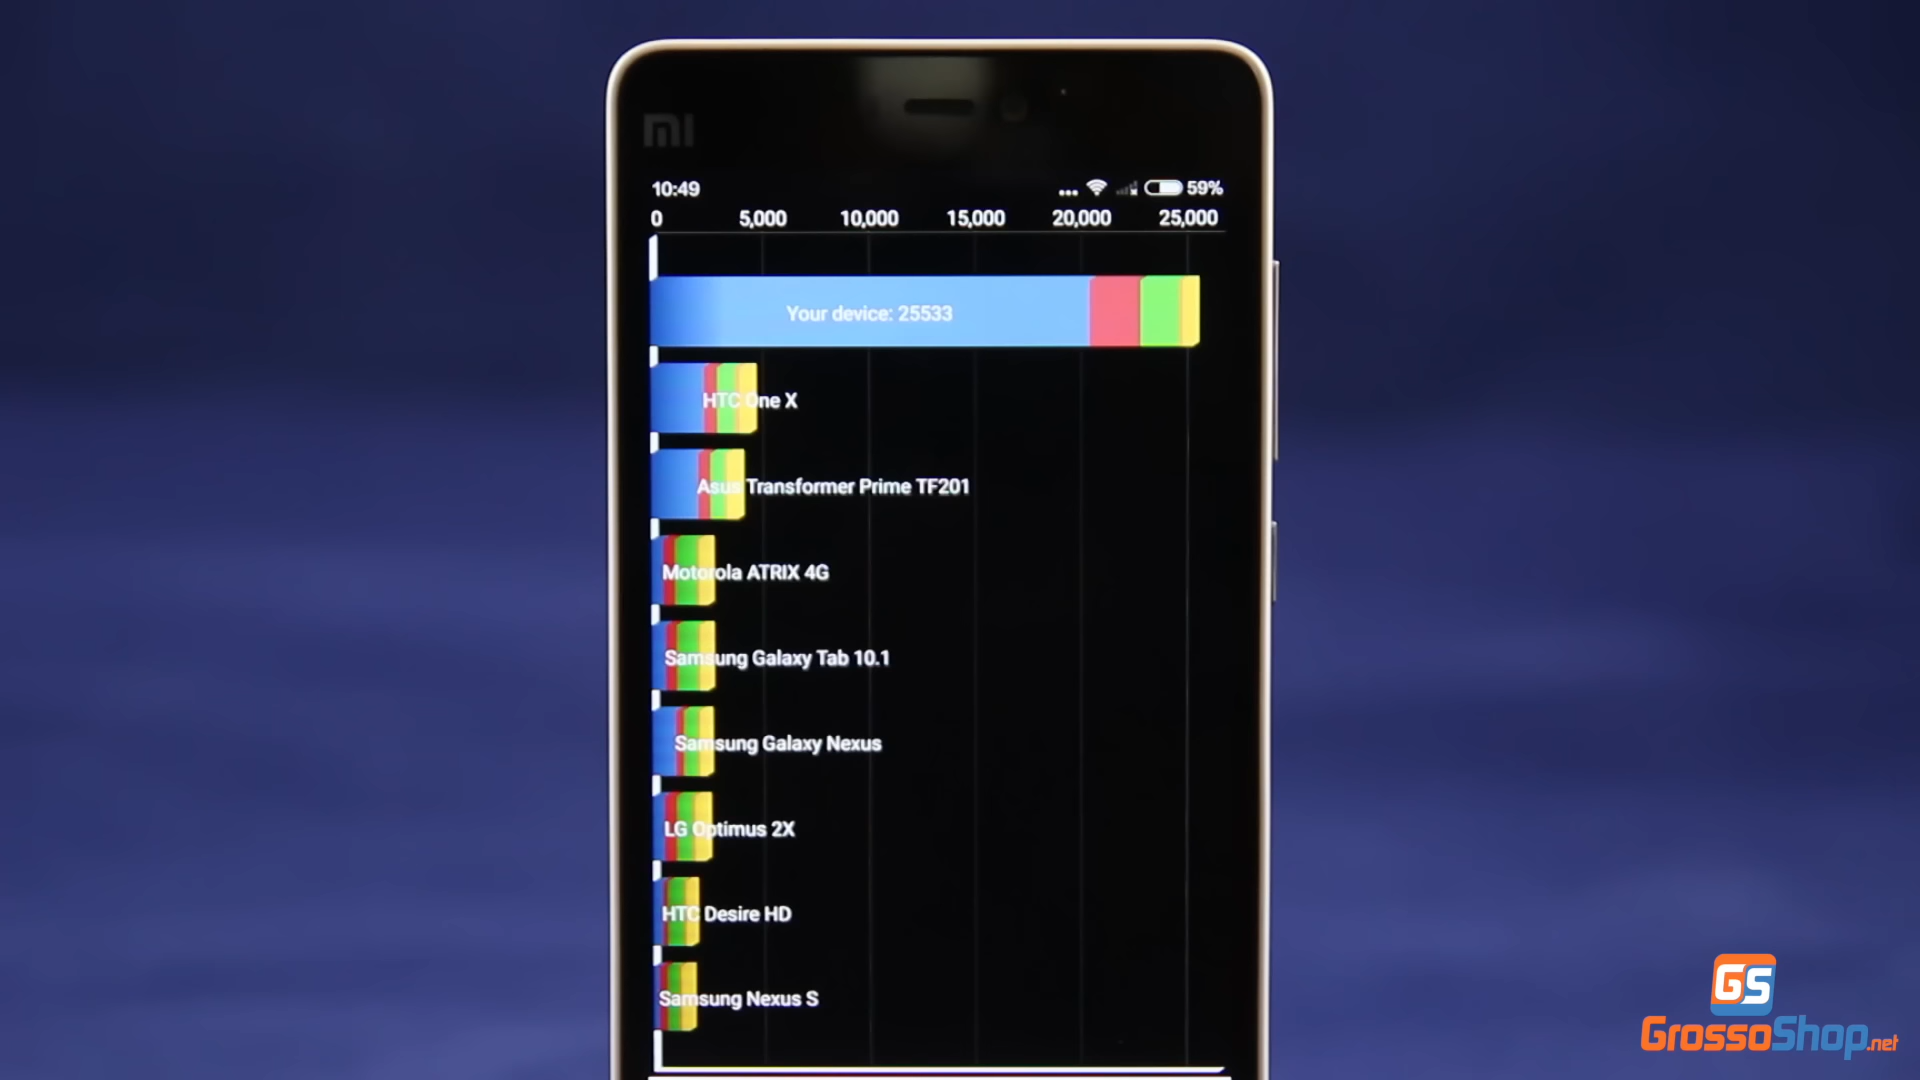 mi
10:49 ... 59%
0 5,000 10,000 15,000 20,000 25,000
Your device: 25533
HTC One X
Asus Transformer Prime TF201
Motorola ATRIX 4G
Samsung Galaxy Tab 10.1
Samsung Galaxy Nexus
LG Optimus 2X
HTC Desire HD
Samsung Nexus S
GS
GrossoShop.net